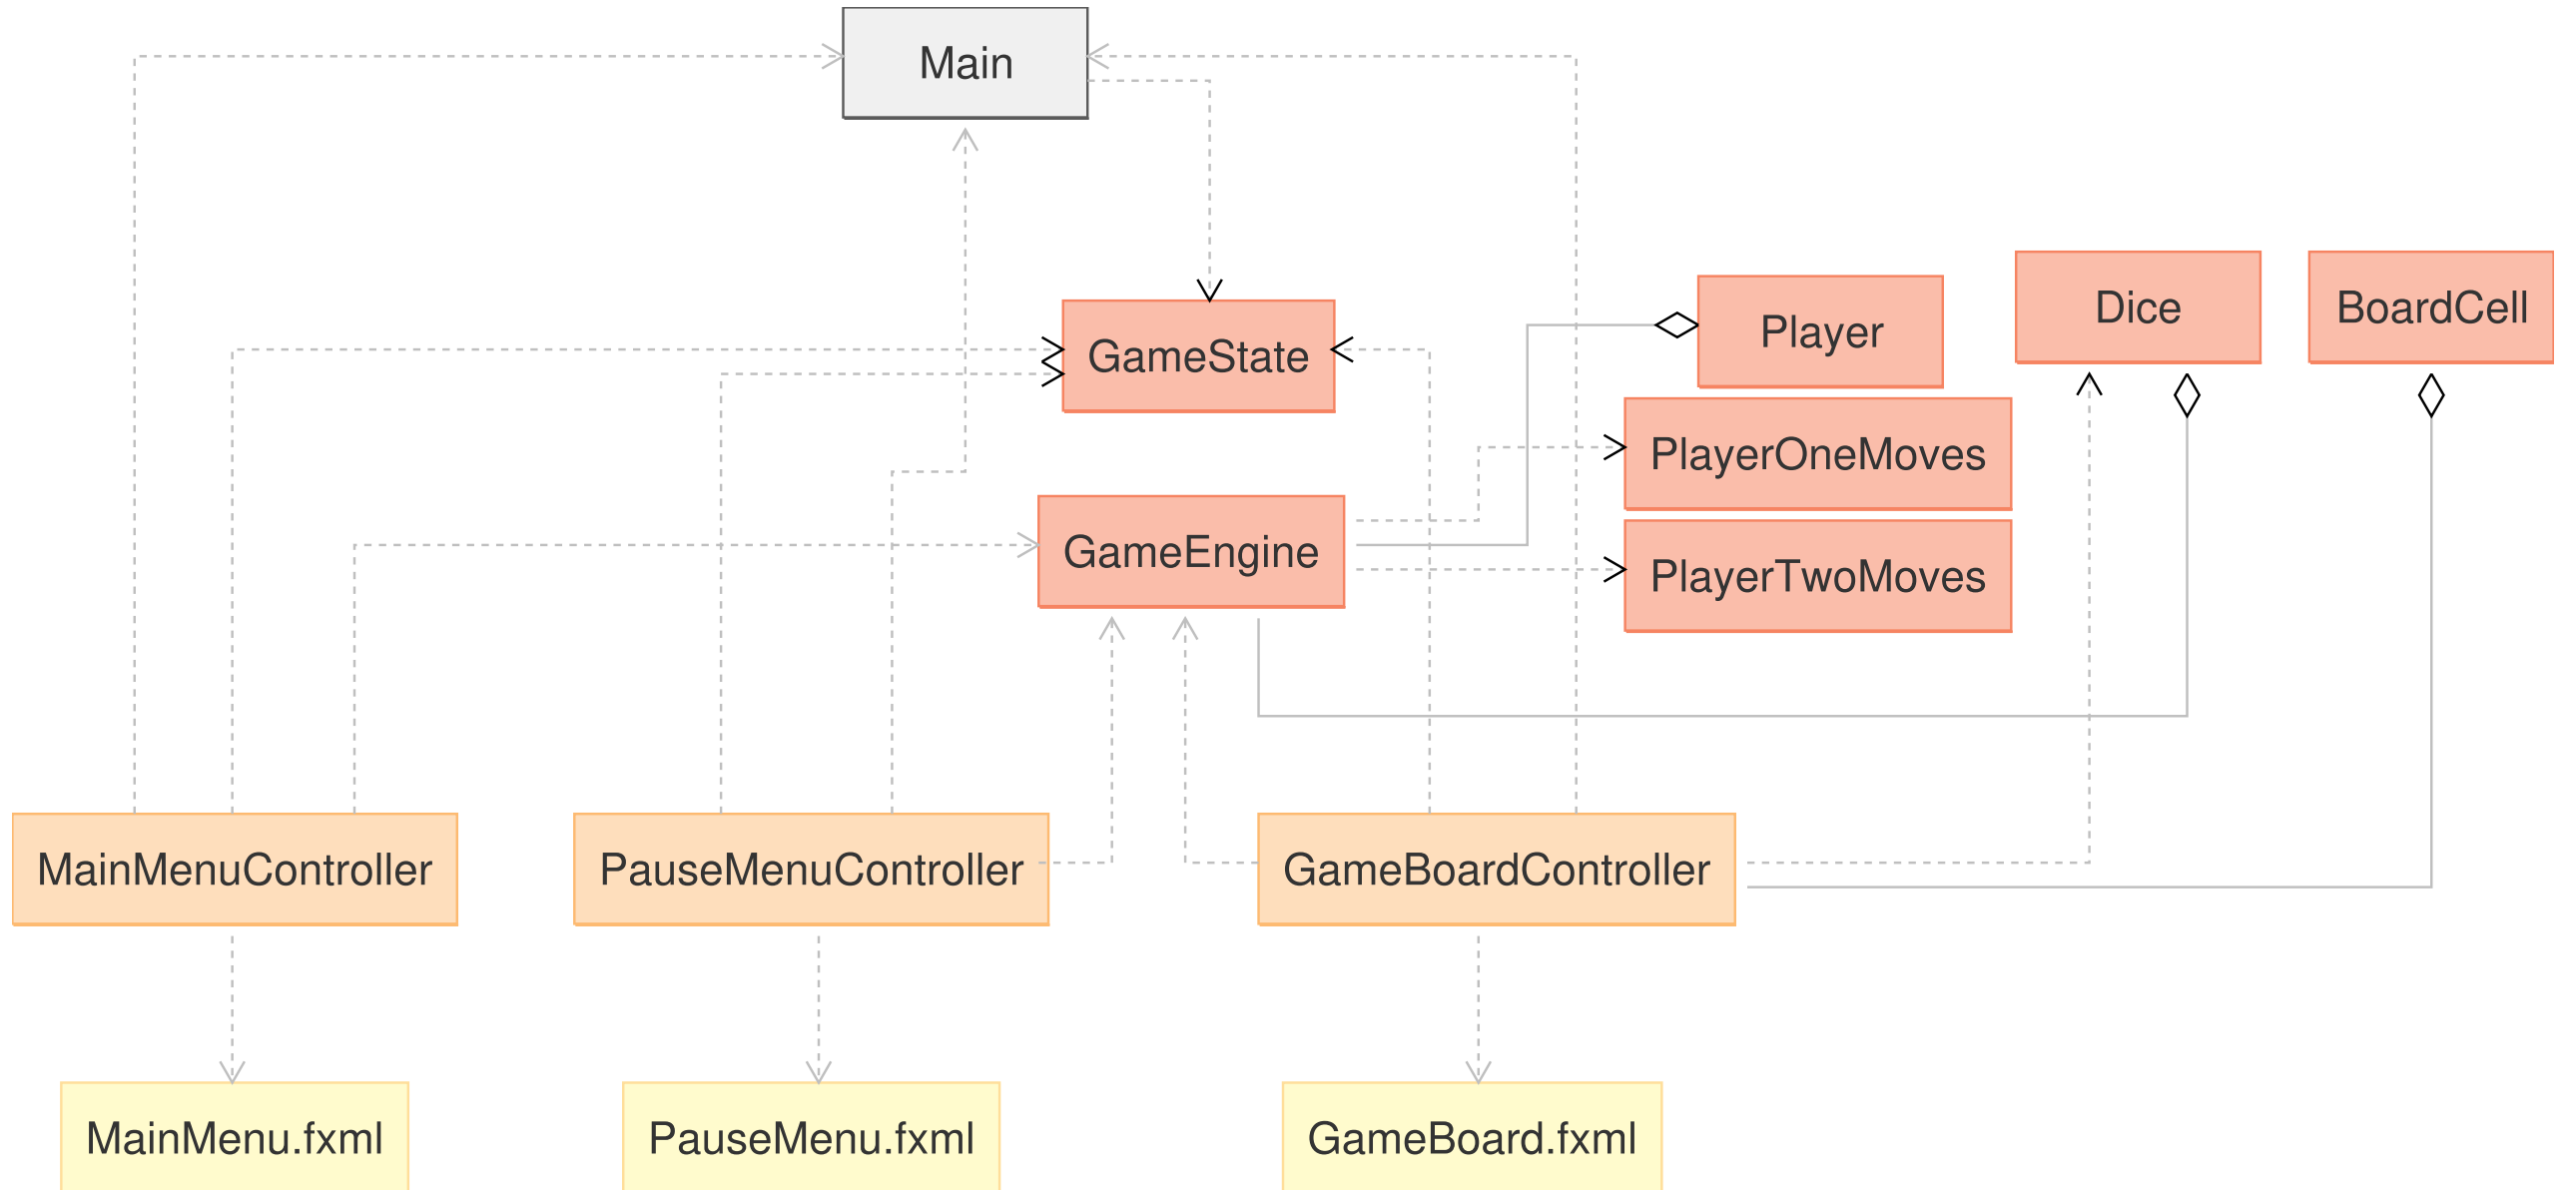 Main
GameState
Player
Dice
BoardCell
PlayerOneMoves
GameEngine
PlayerTwoMoves
MainMenuController
PauseMenuController
GameBoardController
MainMenu.fxml
PauseMenu.fxml
GameBoard.fxml